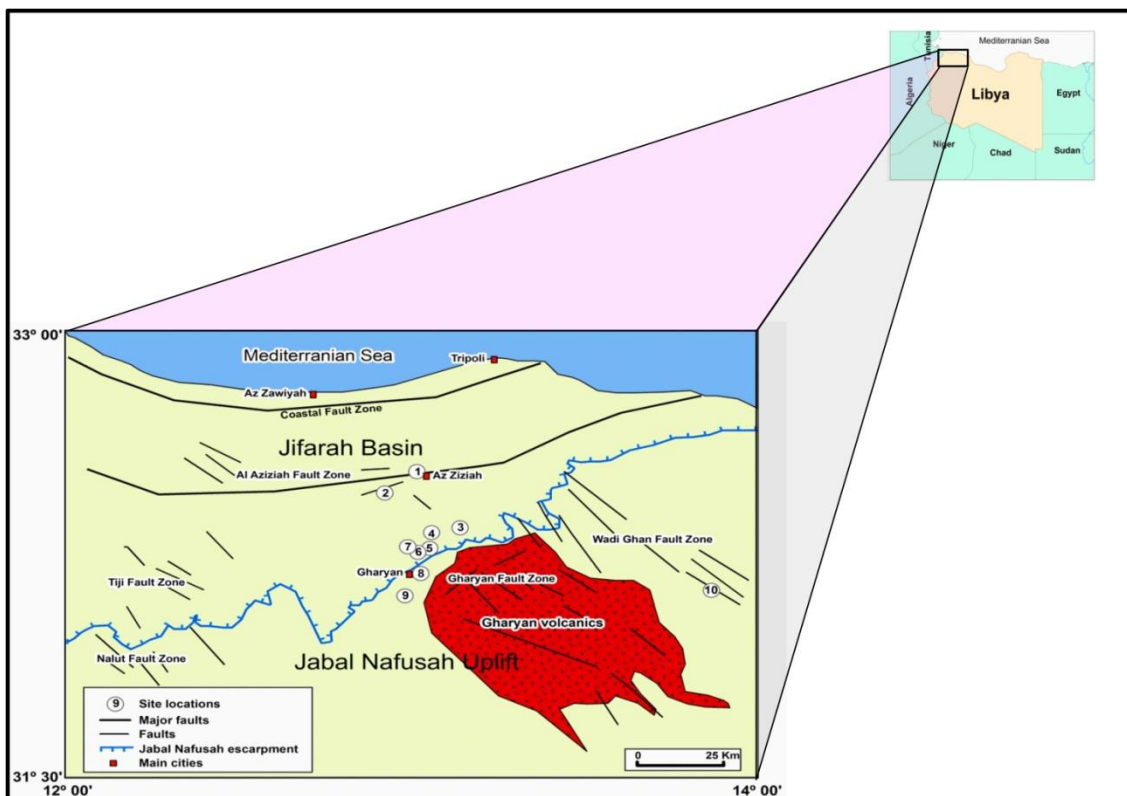 Mediterranean Sea
Tunisia
Algeria
Libya
Egypt
Niger
Chad
Sudan
33° 00'
Mediterranean Sea
Tripoli
Az Zawiyah
Coastal Fault Zone
Jifarah Basin
Al Aziziah Fault Zone
1
Az Ziziah
2
3
4
Wadi Ghan Fault Zone
7
6
5
Gharyan
8
Gharyan Fault Zone
Tiji Fault Zone
9
10
Gharyan volcanics
Nalut Fault Zone
Jabal Nafusah Uplift
9 Site locations
Major faults
Faults
Jabal Nafusah escarpment
Main cities
0 25 Km
31° 30'
12° 00'
14° 00'